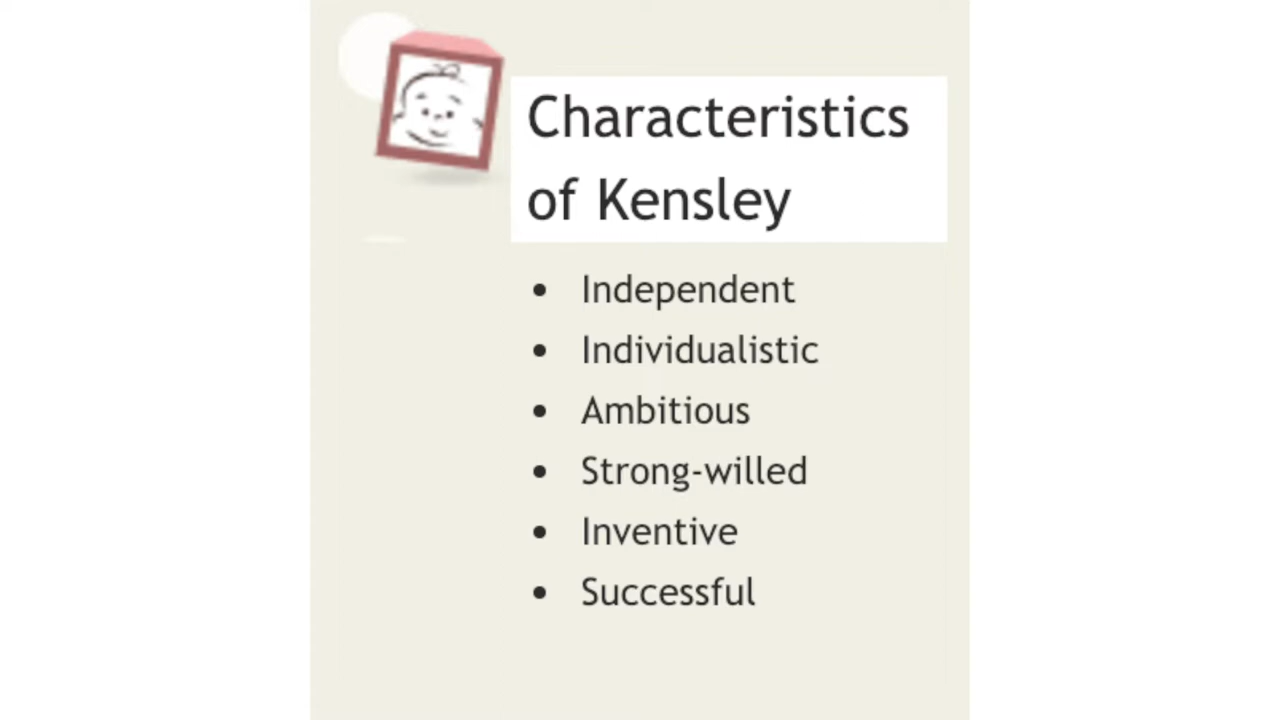 Characteristics
of Kensley
• Independent
• Individualistic
• Ambitious
• Strong-willed
• Inventive
• Successful